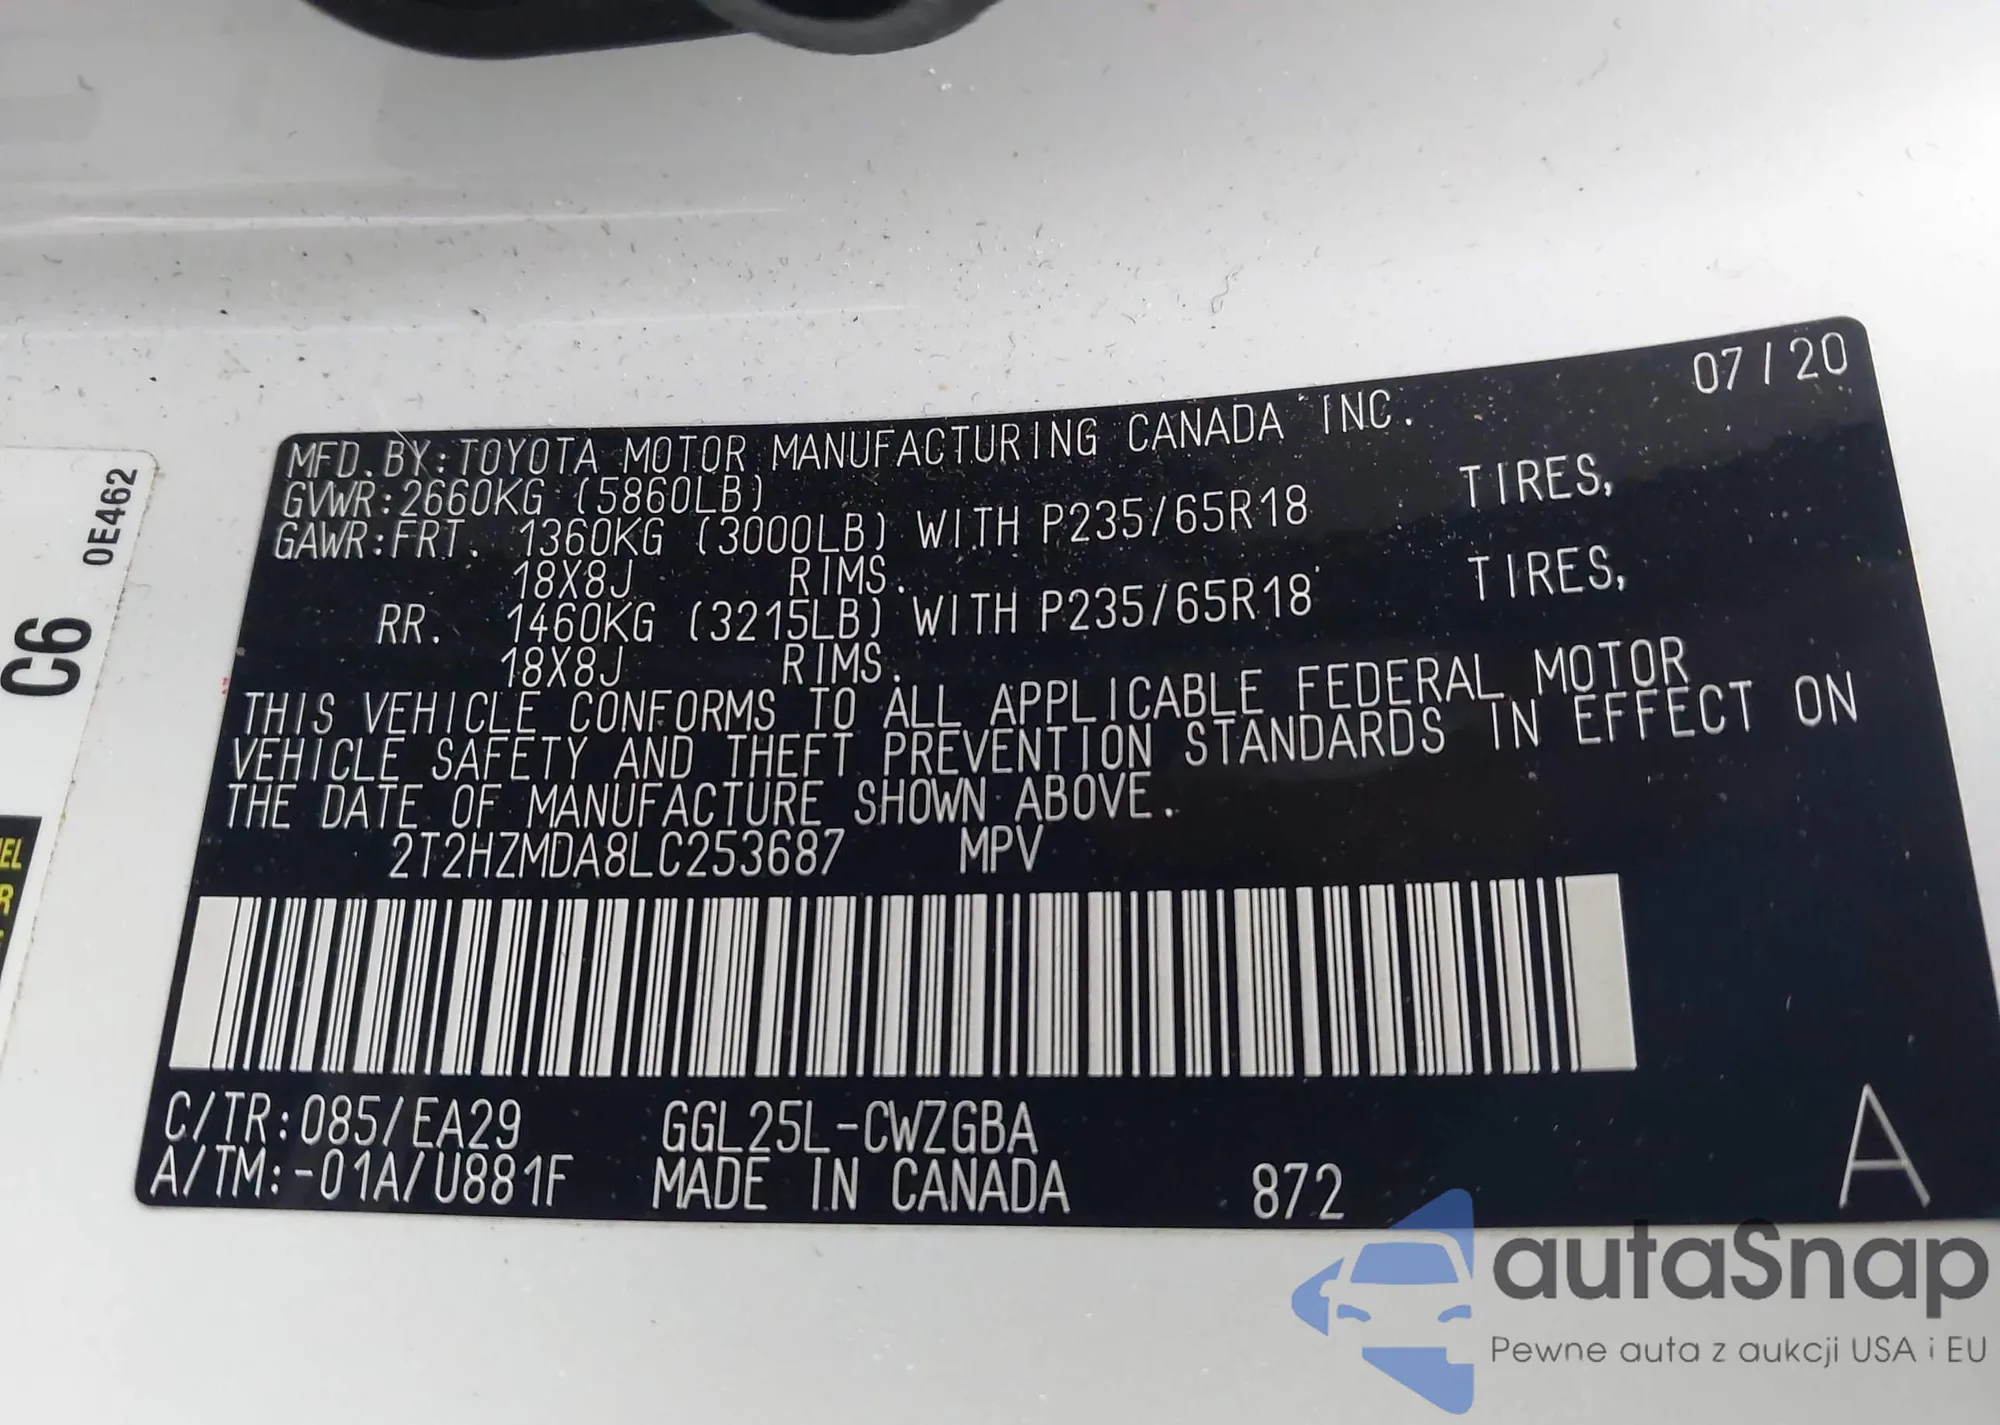 07/20
MFD.BY:TOYOTA MOTOR MANUFACTURING CANADA INC.
GVWR:2660KG (5860LB)
GAWR:FRT. 1360KG (3000LB) WITH P235/65R18 TIRES,
18X8J RIMS.
RR. 1460KG (3215LB) WITH P235/65R18 TIRES,
18X8J RIMS.
THIS VEHICLE CONFORMS TO ALL APPLICABLE FEDERAL MOTOR
VEHICLE SAFETY AND THEFT PREVENTION STANDARDS IN EFFECT ON
THE DATE OF MANUFACTURE SHOWN ABOVE.
2T2HZMDA8LC253687 MPV
C/TR:085/EA29 GGL25L-CWZGBA
A/TM:-01A/U881F MADE IN CANADA 872
A
C6
0E462
autoSnap
Pewne auta z aukcji USA i EU